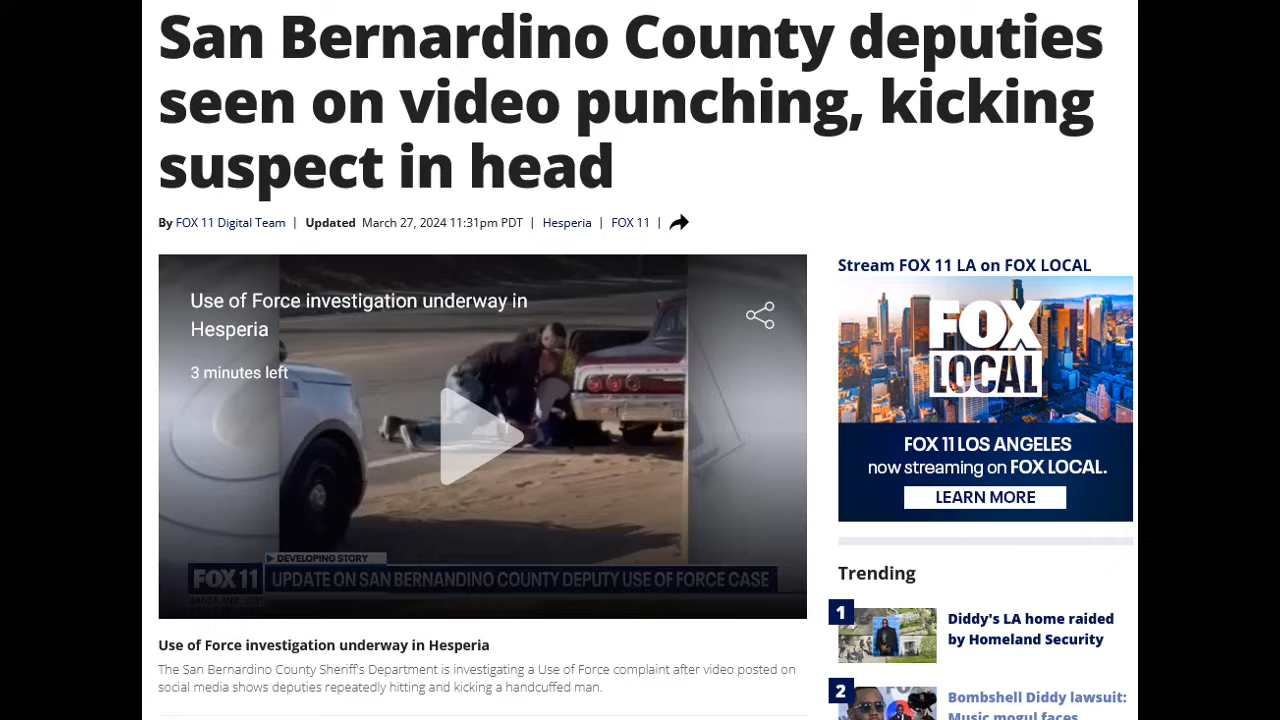 San Bernardino County deputies
seen on video punching, kicking
suspect in head
By FOX 11 Digital Team | Updated March 27, 2024 11:31pm PDT | Hesperia | FOX 11 |
Use of Force investigation underway in
Hesperia
3 minutes left
DEVELOPING STORY
FOX 11 UPDATE ON SAN BERNANDINO COUNTY DEPUTY USE OF FORCE CASE
Use of Force investigation underway in Hesperia
The San Bernardino County Sheriff's Department is investigating a Use of Force complaint after video posted on
social media shows deputies repeatedly hitting and kicking a handcuffed man.
Stream FOX 11 LA on FOX LOCAL
FOX
LOCAL
FOX 11 LOS ANGELES
now streaming on FOX LOCAL.
LEARN MORE
Trending
1
Diddy's LA home raided
by Homeland Security
2
Bombshell Diddy lawsuit:
Music mogul faces